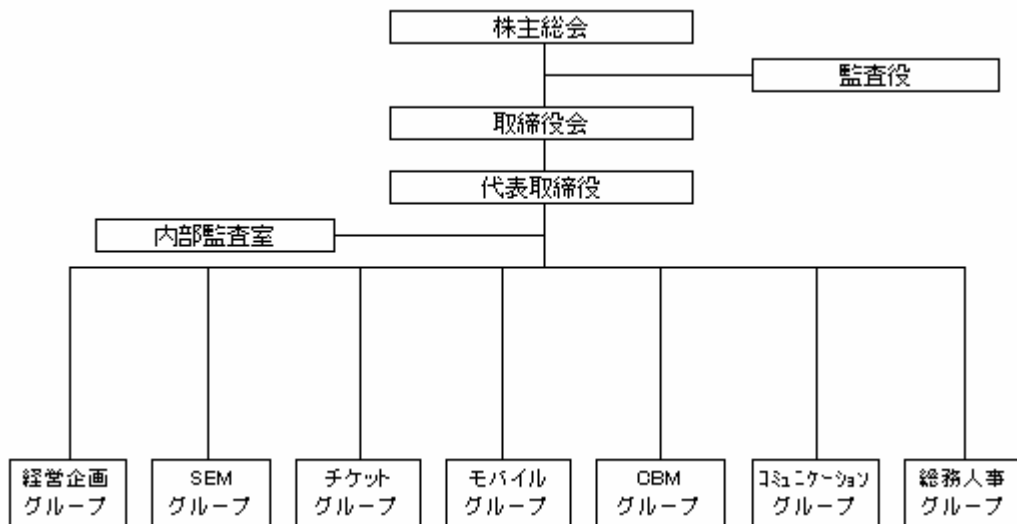 株主総会
監査役
取締役会
代表取締役
内部監査室
経営企画
グループ
SEM
グループ
チケット
グループ
モバイル
グループ
CBM
グループ
コミュニケーション
グループ
総務人事
グループ